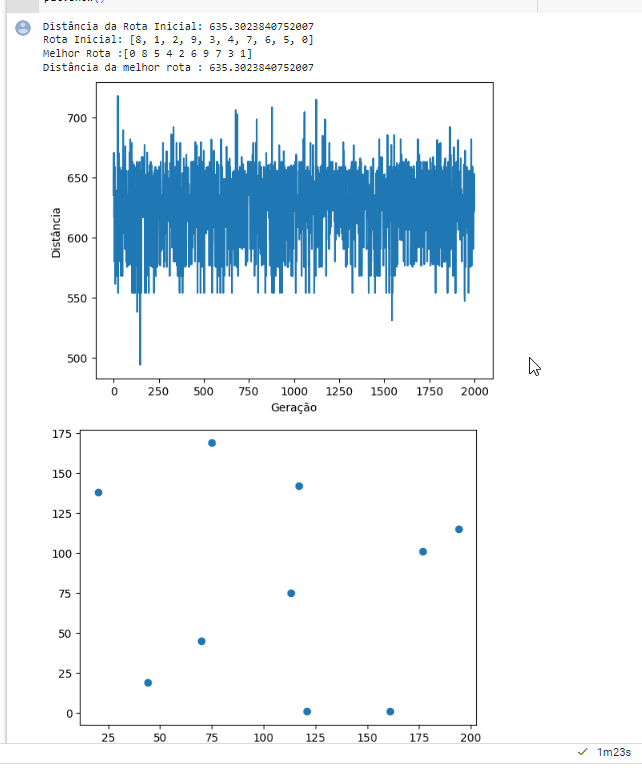 Distância da Rota Inicial: 635.3023840752007
Rota Inicial: [8, 1, 2, 9, 3, 4, 7, 6, 5, 0]
Melhor Rota :[0 8 5 4 2 6 9 7 3 1]
Distância da melhor rota : 635.3023840752007
700
650
600
550
500
Distância
0 250 500 750 1000 1250 1500 1750 2000
Geração
175
150
125
100
75
50
25
0
25 50 75 100 125 150 175 200
1m23s